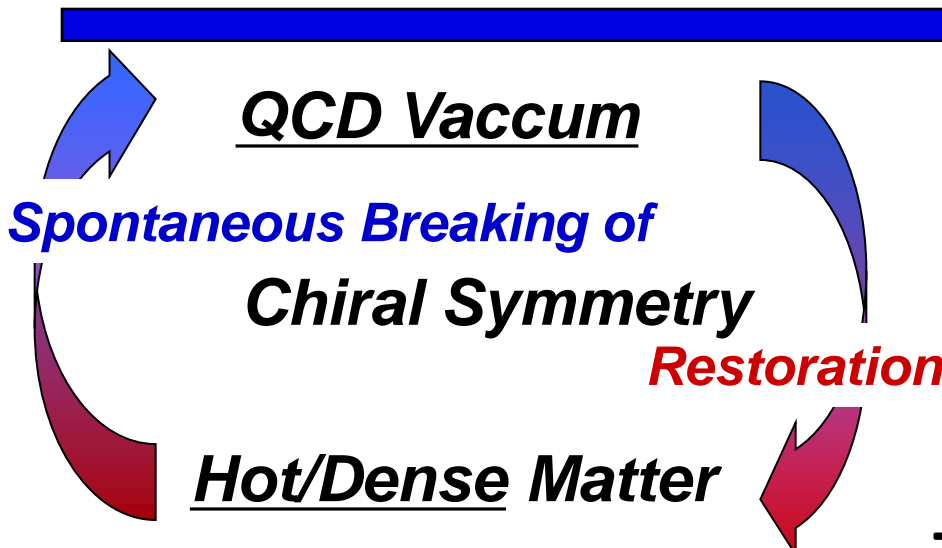 QCD Vaccum
Spontaneous Breaking of
Chiral Symmetry
Restoration
Hot/Dense Matter